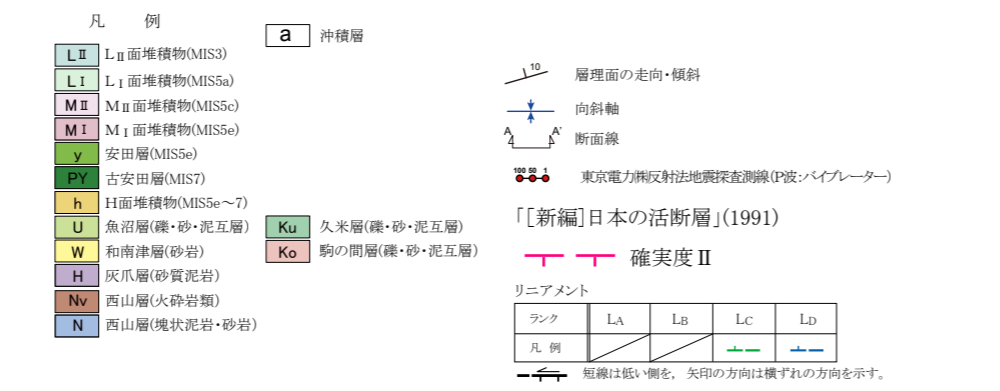 凡 例
a 沖積層
LⅡ LⅡ面堆積物(MIS3)
LⅠ LⅠ面堆積物(MIS5a)
MⅡ MⅡ面堆積物(MIS5c)
MⅠ MⅠ面堆積物(MIS5e)
y 安田層(MIS5e)
PY 古安田層(MIS7)
h H面堆積物(MIS5e～7)
U 魚沼層(礫・砂・泥互層)
W 和南津層(砂岩)
H 灰爪層(砂質泥岩)
Nv 西山層(火砕岩類)
N 西山層(塊状泥岩・砂岩)
Ku 久米層(礫・砂・泥互層)
Ko 駒の間層(礫・砂・泥互層)
10 層理面の走向・傾斜
向斜軸
A A' 断面線
100 50 1 東京電力㈱反射法地震探査測線(P波:バイブレーター)
「[新編]日本の活断層」(1991)
確実度Ⅱ
リニアメント
ランク LA LB LC LD
凡 例
短線は低い側を, 矢印の方向は横ずれの方向を示す。